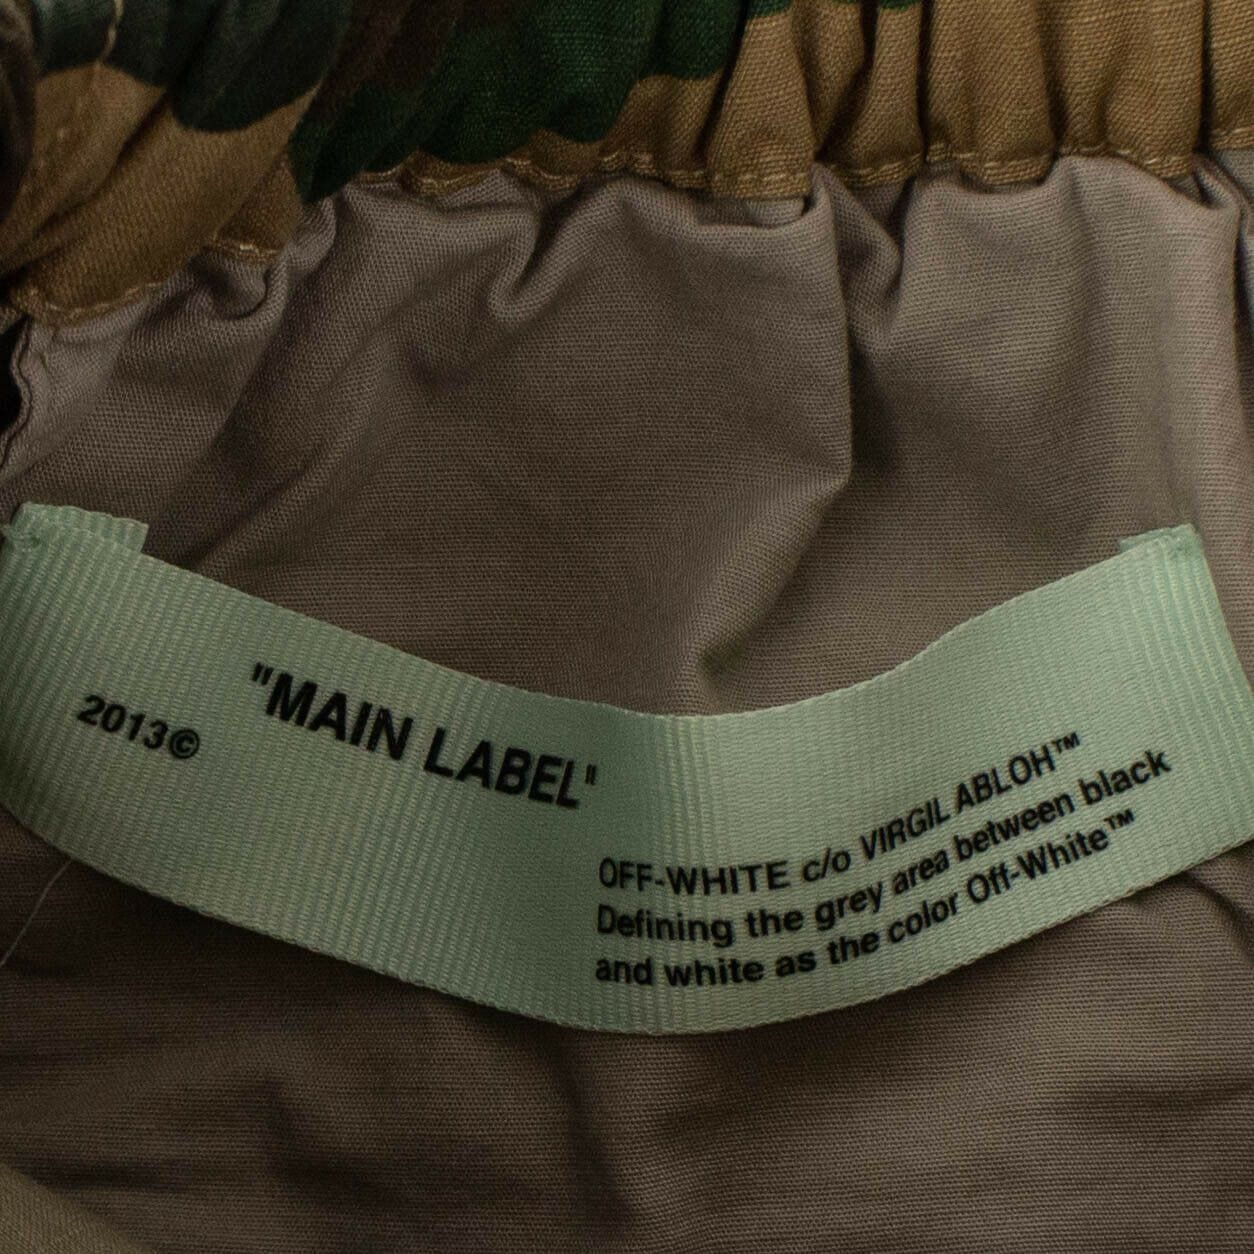 "MAIN LABEL"
2013©
OFF-WHITE c/o VIRGIL ABLOH™
Defining the grey area between black
and white as the color Off-White™